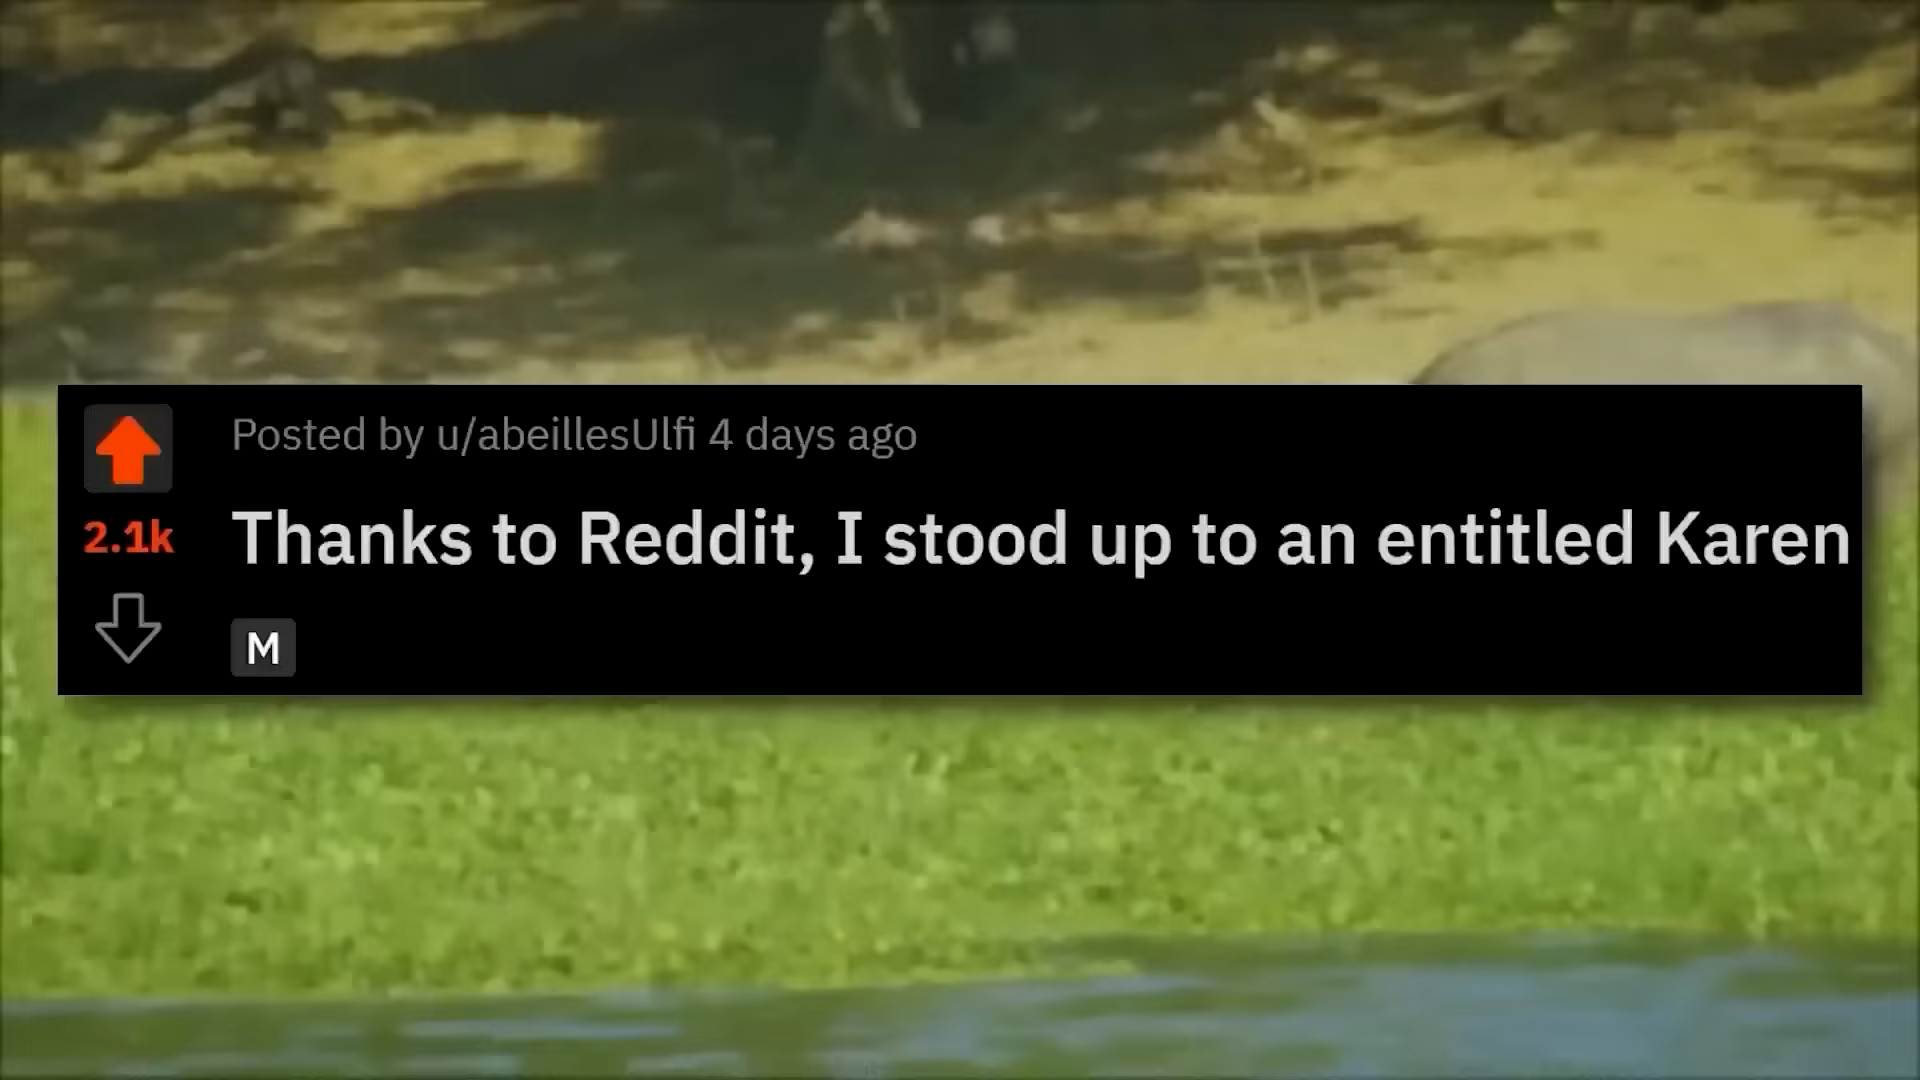 Posted by u/abeillesUlfi 4 days ago
2.1k
Thanks to Reddit, I stood up to an entitled Karen
M